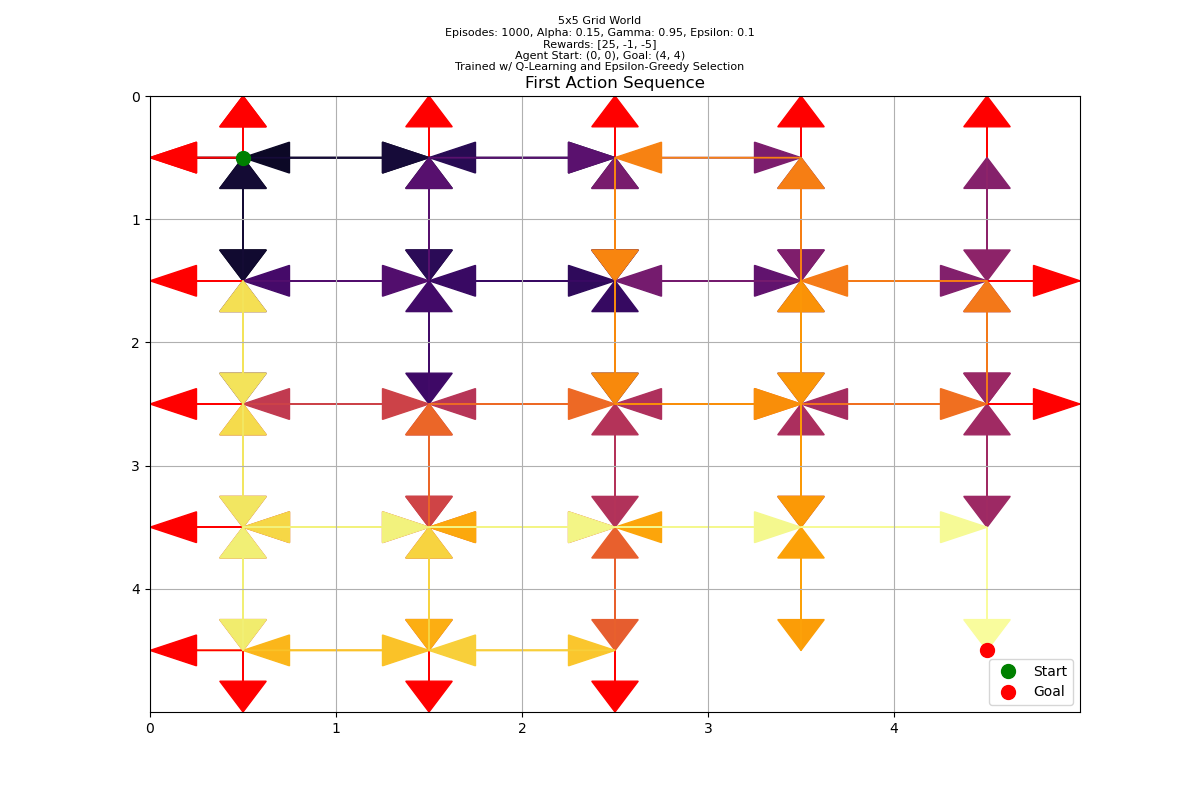 5x5 Grid World
Episodes: 1000, Alpha: 0.15, Gamma: 0.95, Epsilon: 0.1
Rewards: [25, -1, -5]
Agent Start: (0, 0), Goal: (4, 4)
Trained w/ Q-Learning and Epsilon-Greedy Selection
First Action Sequence
0
1
2
3
4
Start
Goal
0
1
2
3
4